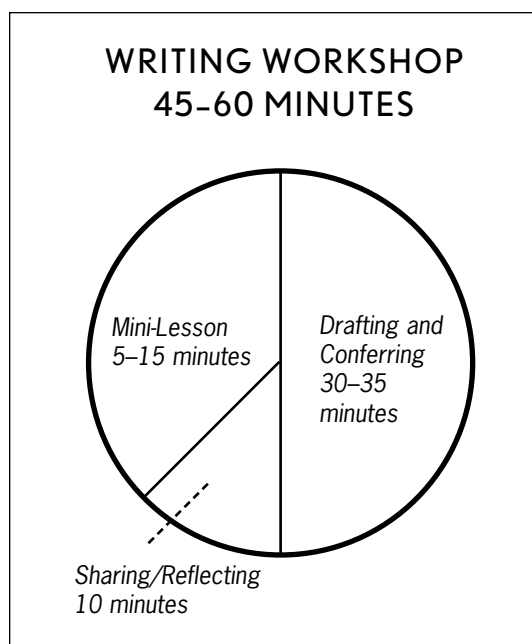 WRITING WORKSHOP
45–60 MINUTES
Mini-Lesson
5–15 minutes
Drafting and
Conferring
30–35
minutes
Sharing/Reflecting
10 minutes